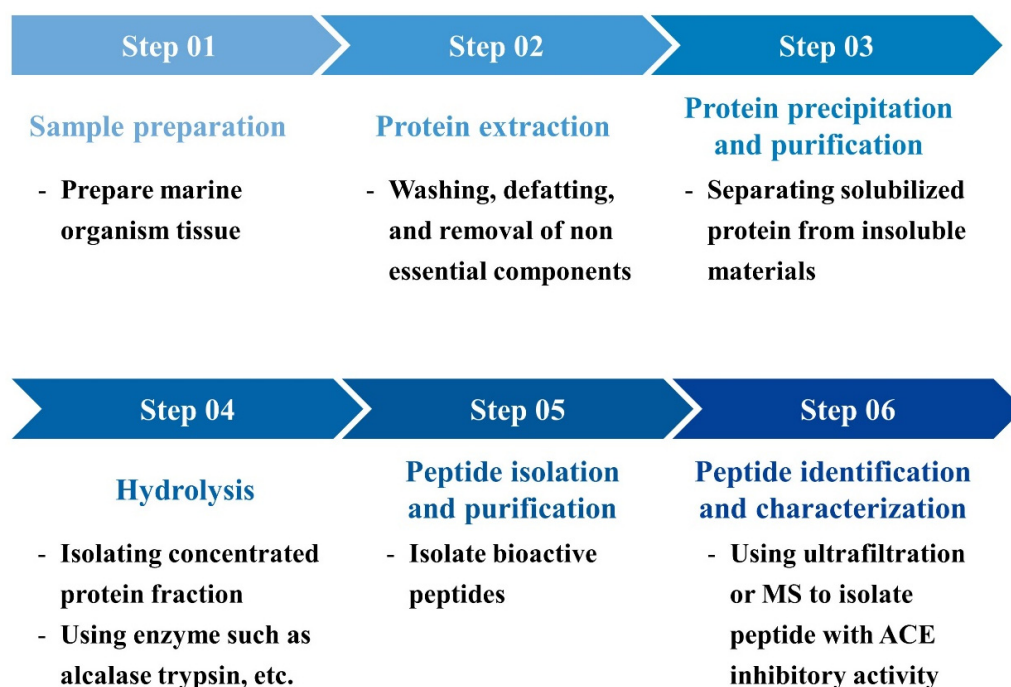 Step 01
Step 02
Step 03
Sample preparation
- Prepare marine
organism tissue
Protein extraction
- Washing, defatting,
and removal of non
essential components
Protein precipitation
and purification
- Separating solubilized
protein from insoluble
materials
Step 04
Step 05
Step 06
Hydrolysis
- Isolating concentrated
protein fraction
- Using enzyme such as
alcalase trypsin, etc.
Peptide isolation
and purification
- Isolate bioactive
peptides
Peptide identification
and characterization
- Using ultrafiltration
or MS to isolate
peptide with ACE
inhibitory activity